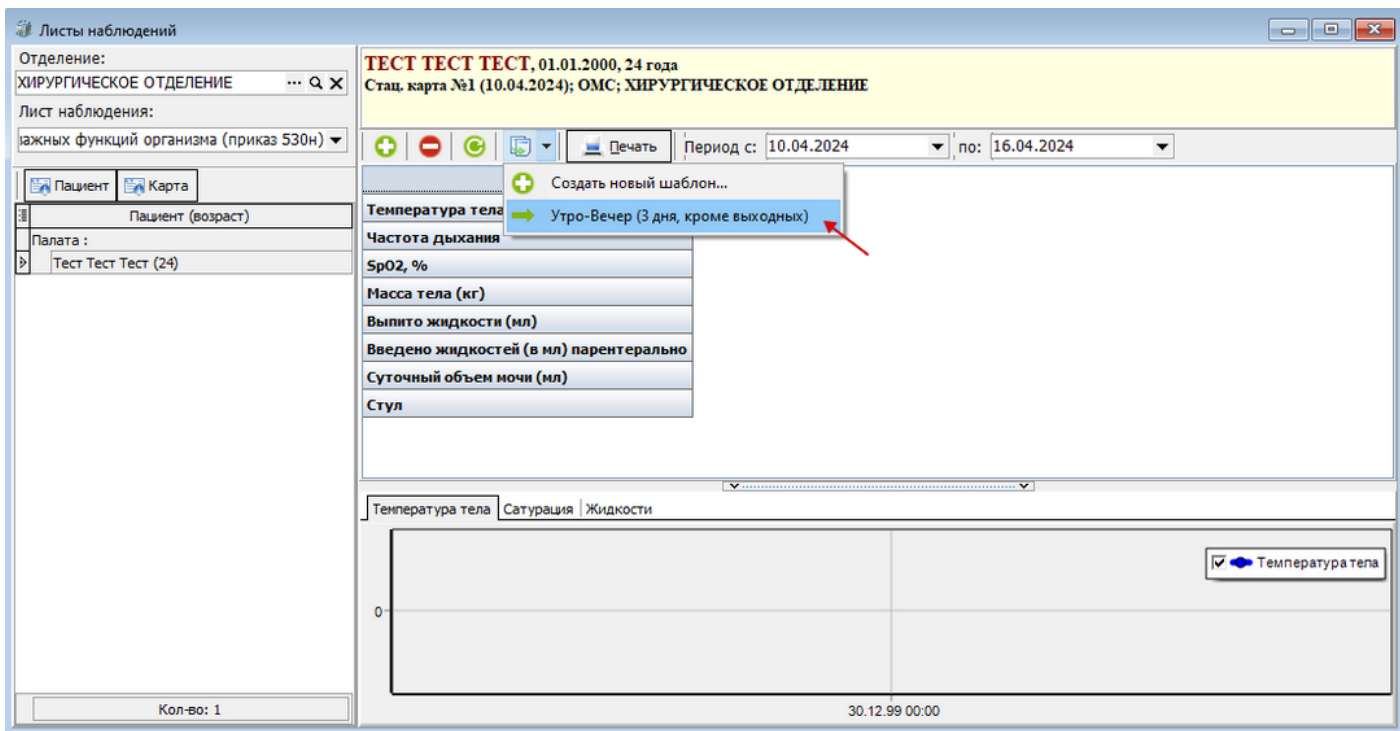 Листы наблюдений
Отделение:
ХИРУРГИЧЕСКОЕ ОТДЕЛЕНИЕ
Лист наблюдения:
важных функций организма (приказ 530н)
Пациент Карта
Пациент (возраст)
Палата :
Тест Тест Тест (24)
Кол-во: 1
ТЕСТ ТЕСТ ТЕСТ, 01.01.2000, 24 года
Стац. карта №1 (10.04.2024); ОМС; ХИРУРГИЧЕСКОЕ ОТДЕЛЕНИЕ
Печать Период с: 10.04.2024 по: 16.04.2024
Создать новый шаблон...
Утро-Вечер (3 дня, кроме выходных)
Температура тела
Частота дыхания
SpO2, %
Масса тела (кг)
Выпито жидкости (мл)
Введено жидкостей (в мл) парентерально
Суточный объем мочи (мл)
Стул
Температура тела Сатурация Жидкости
Температура тела
0
30.12.99 00:00